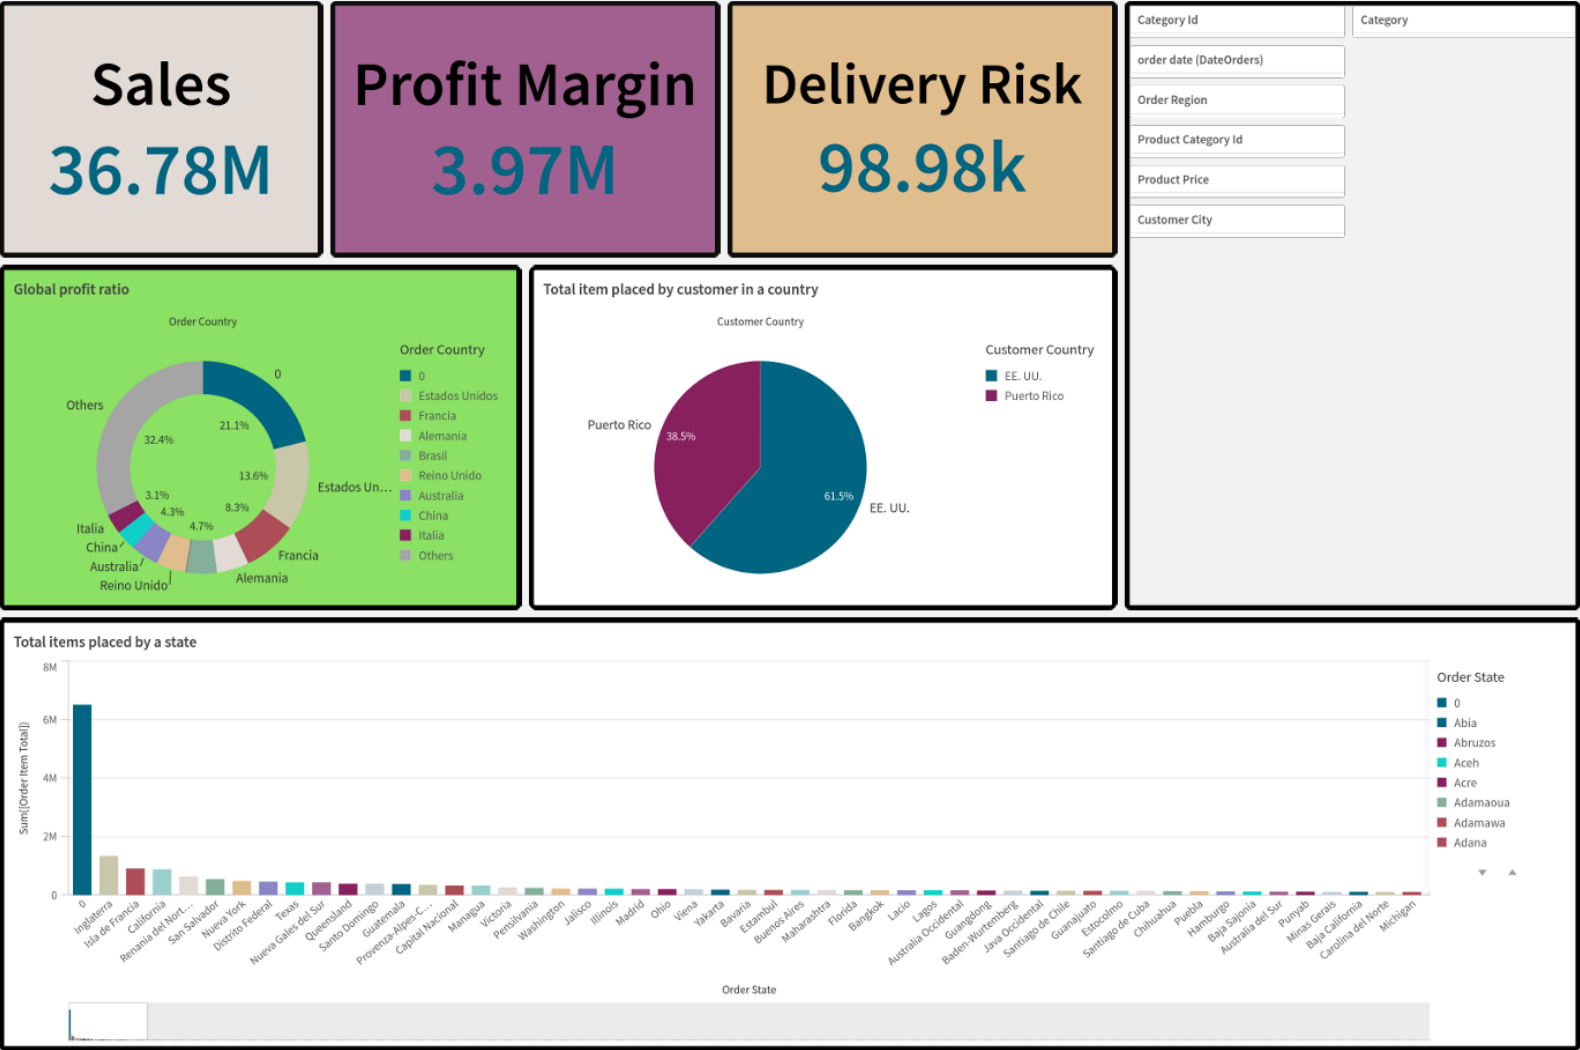 Sales
36.78M
Profit Margin
3.97M
Delivery Risk
98.98k
Category Id
Category
order date (DateOrders)
Order Region
Product Category Id
Product Price
Customer City
Global profit ratio
Order Country
0
21.1%
Estados Un...
13.6%
Francia
8.3%
Alemania
4.7%
Reino Unido
4.3%
Australia
China
Italia
3.1%
Others
32.4%
Order Country
0
Estados Unidos
Francia
Alemania
Brasil
Reino Unido
Australia
China
Italia
Others
Total item placed by customer in a country
Customer Country
Puerto Rico
38.5%
61.5%
EE. UU.
Customer Country
EE. UU.
Puerto Rico
Total items placed by a state
Sum([Order Item Total])
8M
6M
4M
2M
0
0
Inglaterra
Isla de Francia
California
Renania del Nort...
San Salvador
Nueva York
Distrito Federal
Texas
Nueva Gales del Sur
Queensland
Santo Domingo
Guatemala
Provenza-Alpes-C...
Capital Nacional
Managua
Victoria
Pensilvania
Washington
Jalisco
Illinois
Madrid
Ohio
Viena
Yakarta
Bavaria
Estambul
Buenos Aires
Maharashtra
Florida
Bangkok
Lacio
Lagos
Australia Occidental
Guangdong
Baden-Wurtemberg
Java Occidental
Santiago de Chile
Guanajuato
Estocolmo
Santiago de Cuba
Chihuahua
Puebla
Hamburgo
Baja Sajonia
Australia del Sur
Punyab
Minas Gerais
Baja California
Carolina del Norte
Michigan
Order State
Order State
0
Abia
Abruzos
Aceh
Acre
Adamaoua
Adamawa
Adana